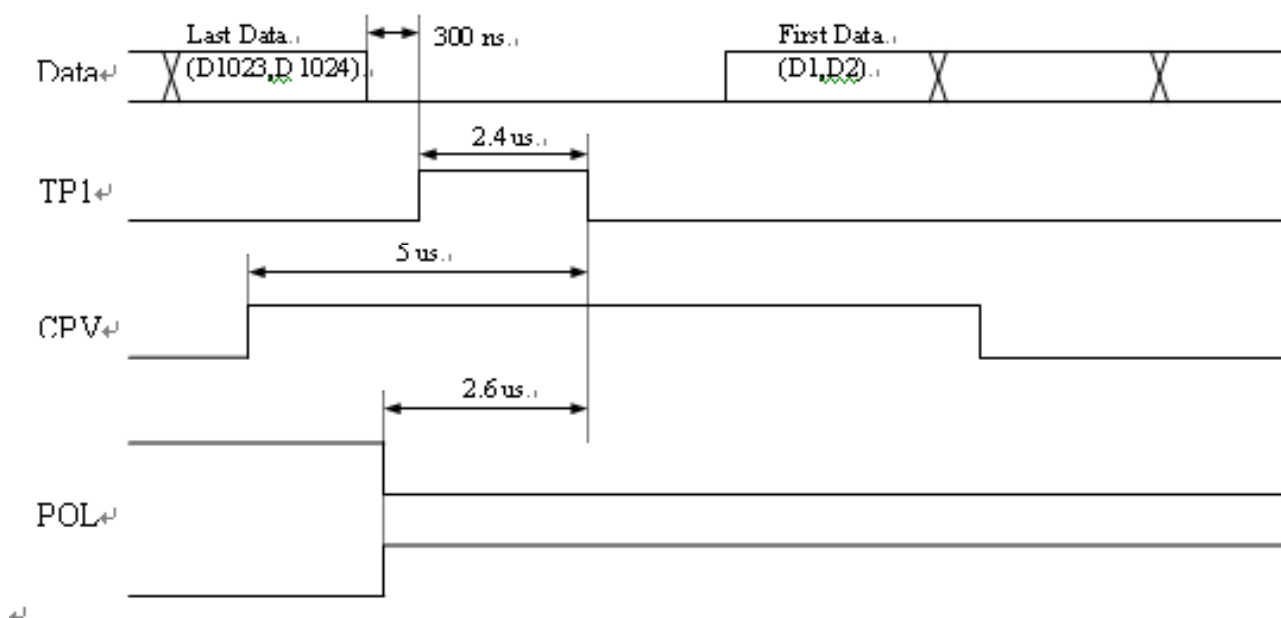 Last Data
300 ns
First Data
Data
(D1023,D 1024)
(D1,D2)
2.4 us
TP1
5 us
CPV
2.6 us
POL